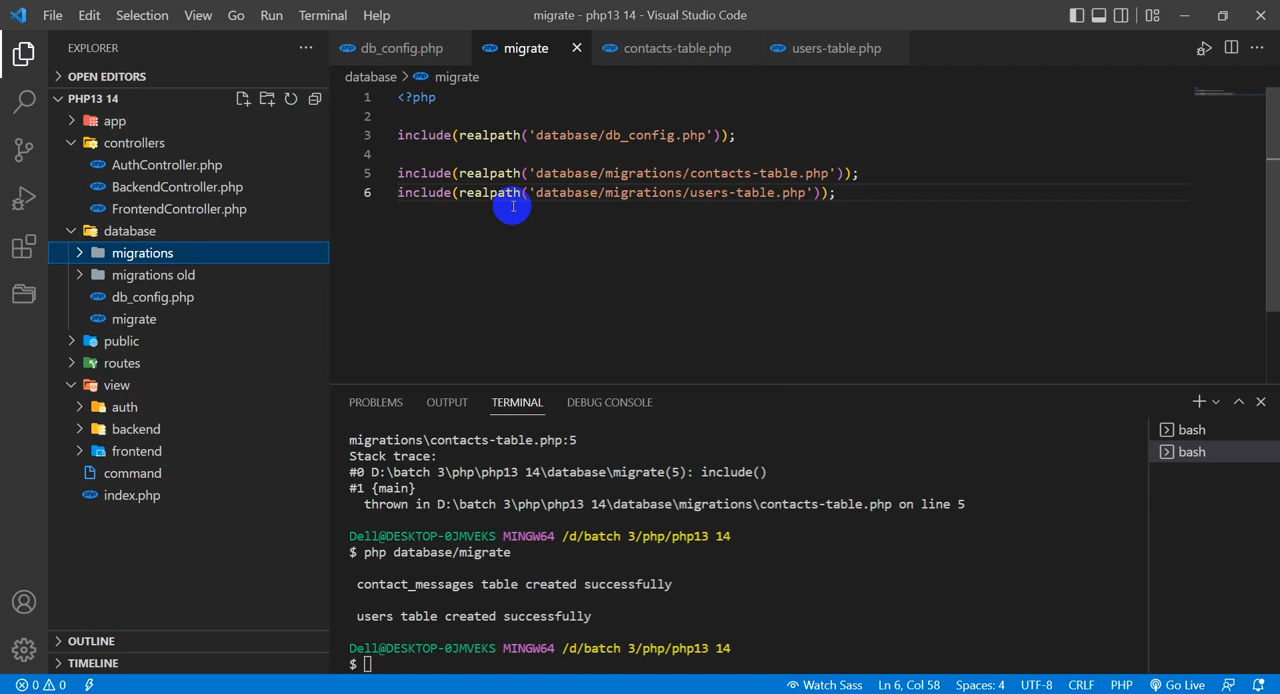 File Edit Selection View Go Run Terminal Help migrate - php13 14 - Visual Studio Code
EXPLORER
OPEN EDITORS
PHP13 14
app
controllers
AuthController.php
BackendController.php
FrontendController.php
database
migrations
migrations old
db_config.php
migrate
public
routes
view
auth
backend
frontend
command
index.php
OUTLINE
TIMELINE
db_config.php migrate contacts-table.php users-table.php
database > migrate
1 <?php
2
3 include(realpath('database/db_config.php'));
4
5 include(realpath('database/migrations/contacts-table.php'));
6 include(realpath('database/migrations/users-table.php'));
PROBLEMS OUTPUT TERMINAL DEBUG CONSOLE
migrations\contacts-table.php:5
Stack trace:
#0 D:\batch 3\php\php13 14\database\migrate(5): include()
#1 {main}
thrown in D:\batch 3\php\php13 14\database\migrations\contacts-table.php on line 5
Dell@DESKTOP-0JMVEKS MINGW64 /d/batch 3/php/php13 14
$ php database/migrate
contact_messages table created successfully
users table created successfully
Dell@DESKTOP-0JMVEKS MINGW64 /d/batch 3/php/php13 14
$
bash
bash
0 0 Watch Sass Ln 6, Col 58 Spaces: 4 UTF-8 CRLF PHP Go Live